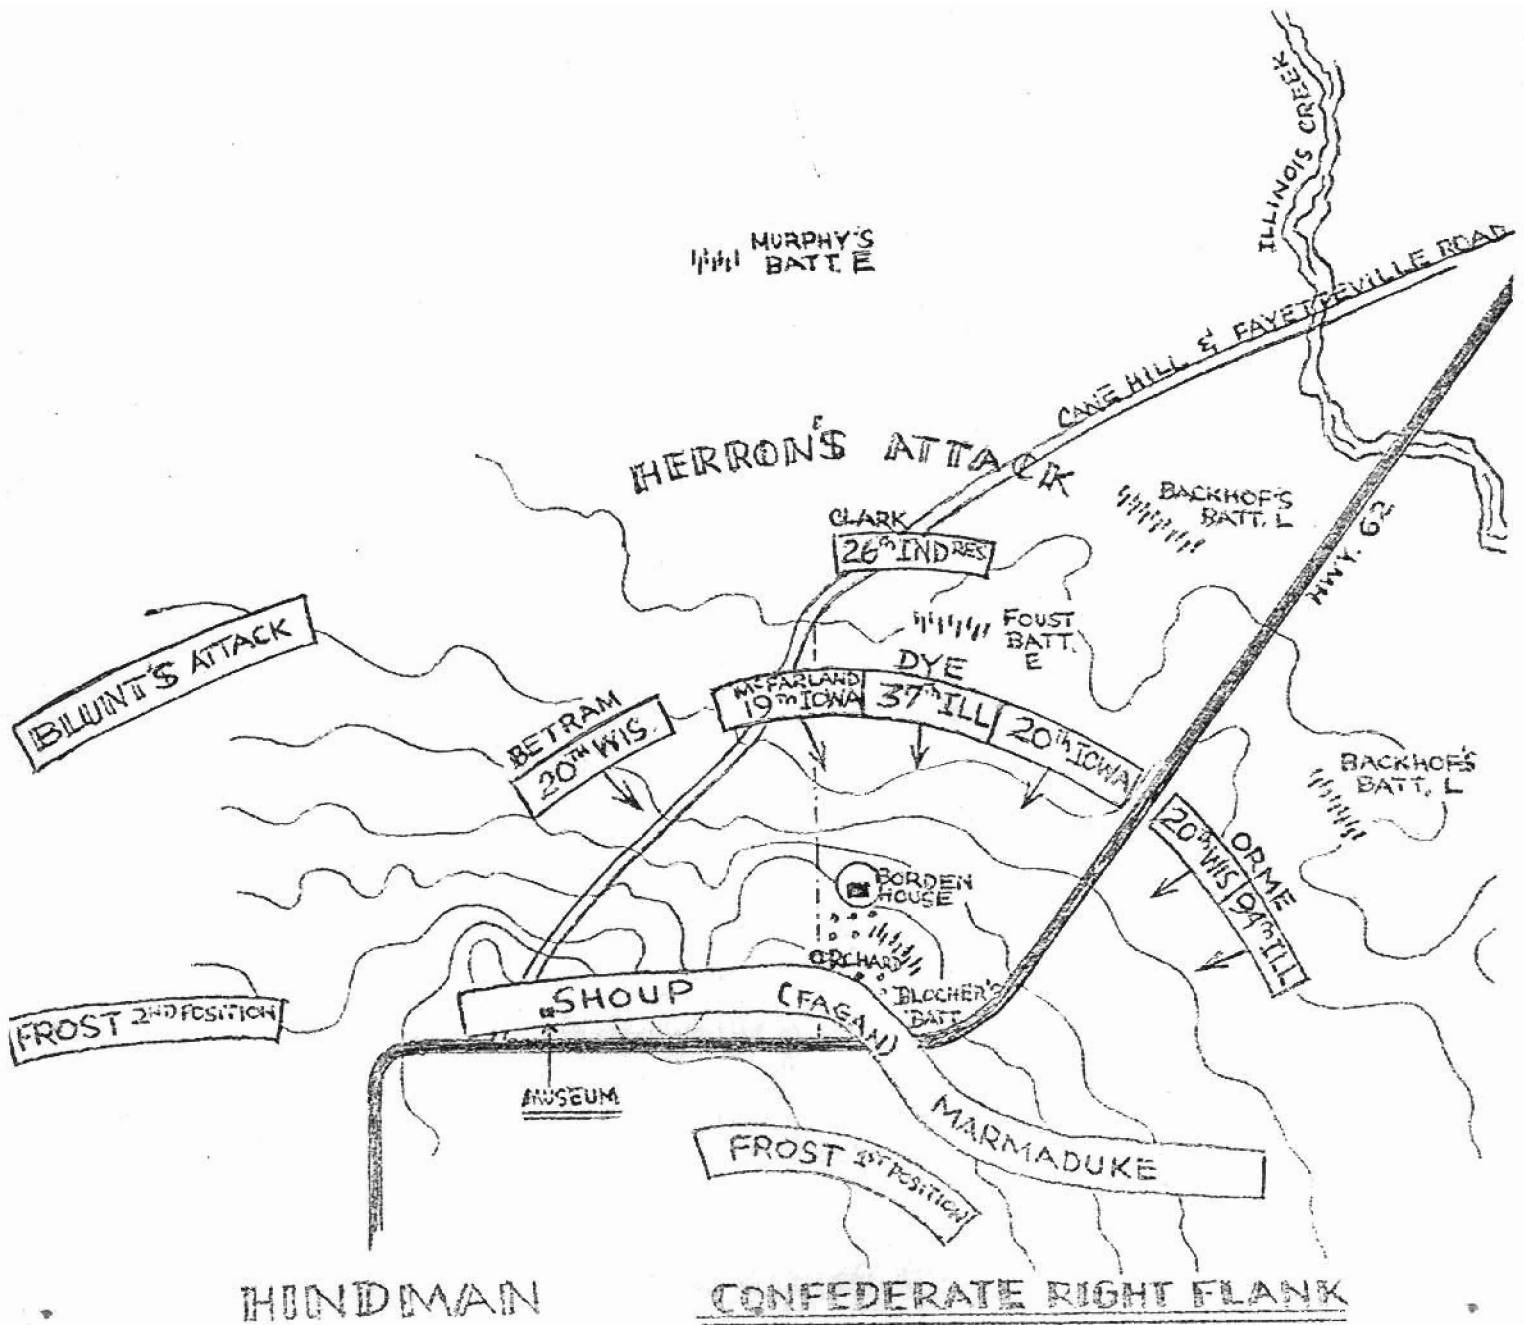 ILLINOIS CREEK
MURPHY'S
BATT. E
CANE HILL & FAYETTEVILLE ROAD
HERRON'S ATTACK
BACKHOF'S
BATT. L
HWY. 62
CLARK
26th IND RES
FOUST
BATT.
E
BLUNT'S ATTACK
DYE
McFARLAND
19TH IOWA
37th ILL
20th IOWA
BETRAM
20TH WIS.
BACKHOF'S
BATT. L
ORME
20th WIS
94th ILL
BORDEN
HOUSE
ORCHARD
BLOCHER'S
BATT
SHOUP
(FAGAN)
FROST 2ND POSITION
MUSEUM
MARMADUKE
FROST 1ST POSITION
HINDMAN
CONFEDERATE RIGHT FLANK